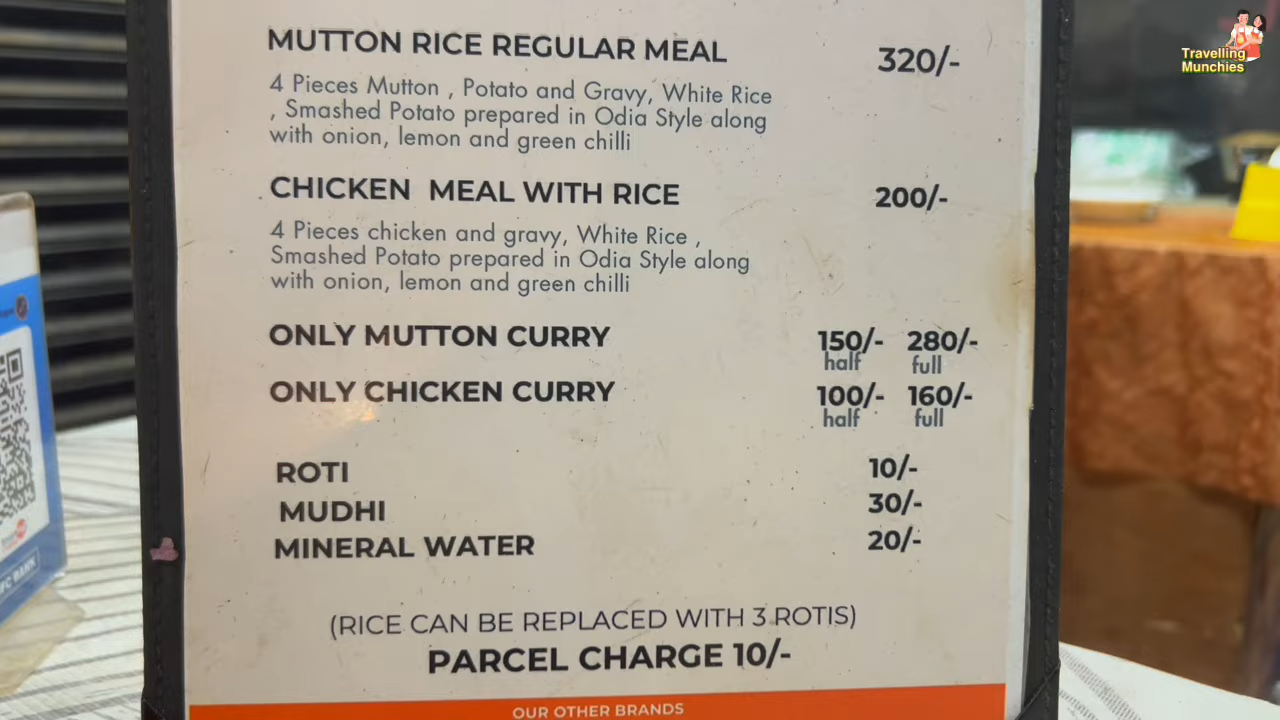 Travelling
Munchies
MUTTON RICE REGULAR MEAL 320/-
4 Pieces Mutton , Potato and Gravy, White Rice
, Smashed Potato prepared in Odia Style along
with onion, lemon and green chilli
CHICKEN MEAL WITH RICE 200/-
4 Pieces chicken and gravy, White Rice ,
Smashed Potato prepared in Odia Style along
with onion, lemon and green chilli
ONLY MUTTON CURRY 150/- 280/-
half full
ONLY CHICKEN CURRY 100/- 160/-
half full
ROTI 10/-
MUDHI 30/-
MINERAL WATER 20/-
(RICE CAN BE REPLACED WITH 3 ROTIS)
PARCEL CHARGE 10/-
OUR OTHER BRANDS
BANK